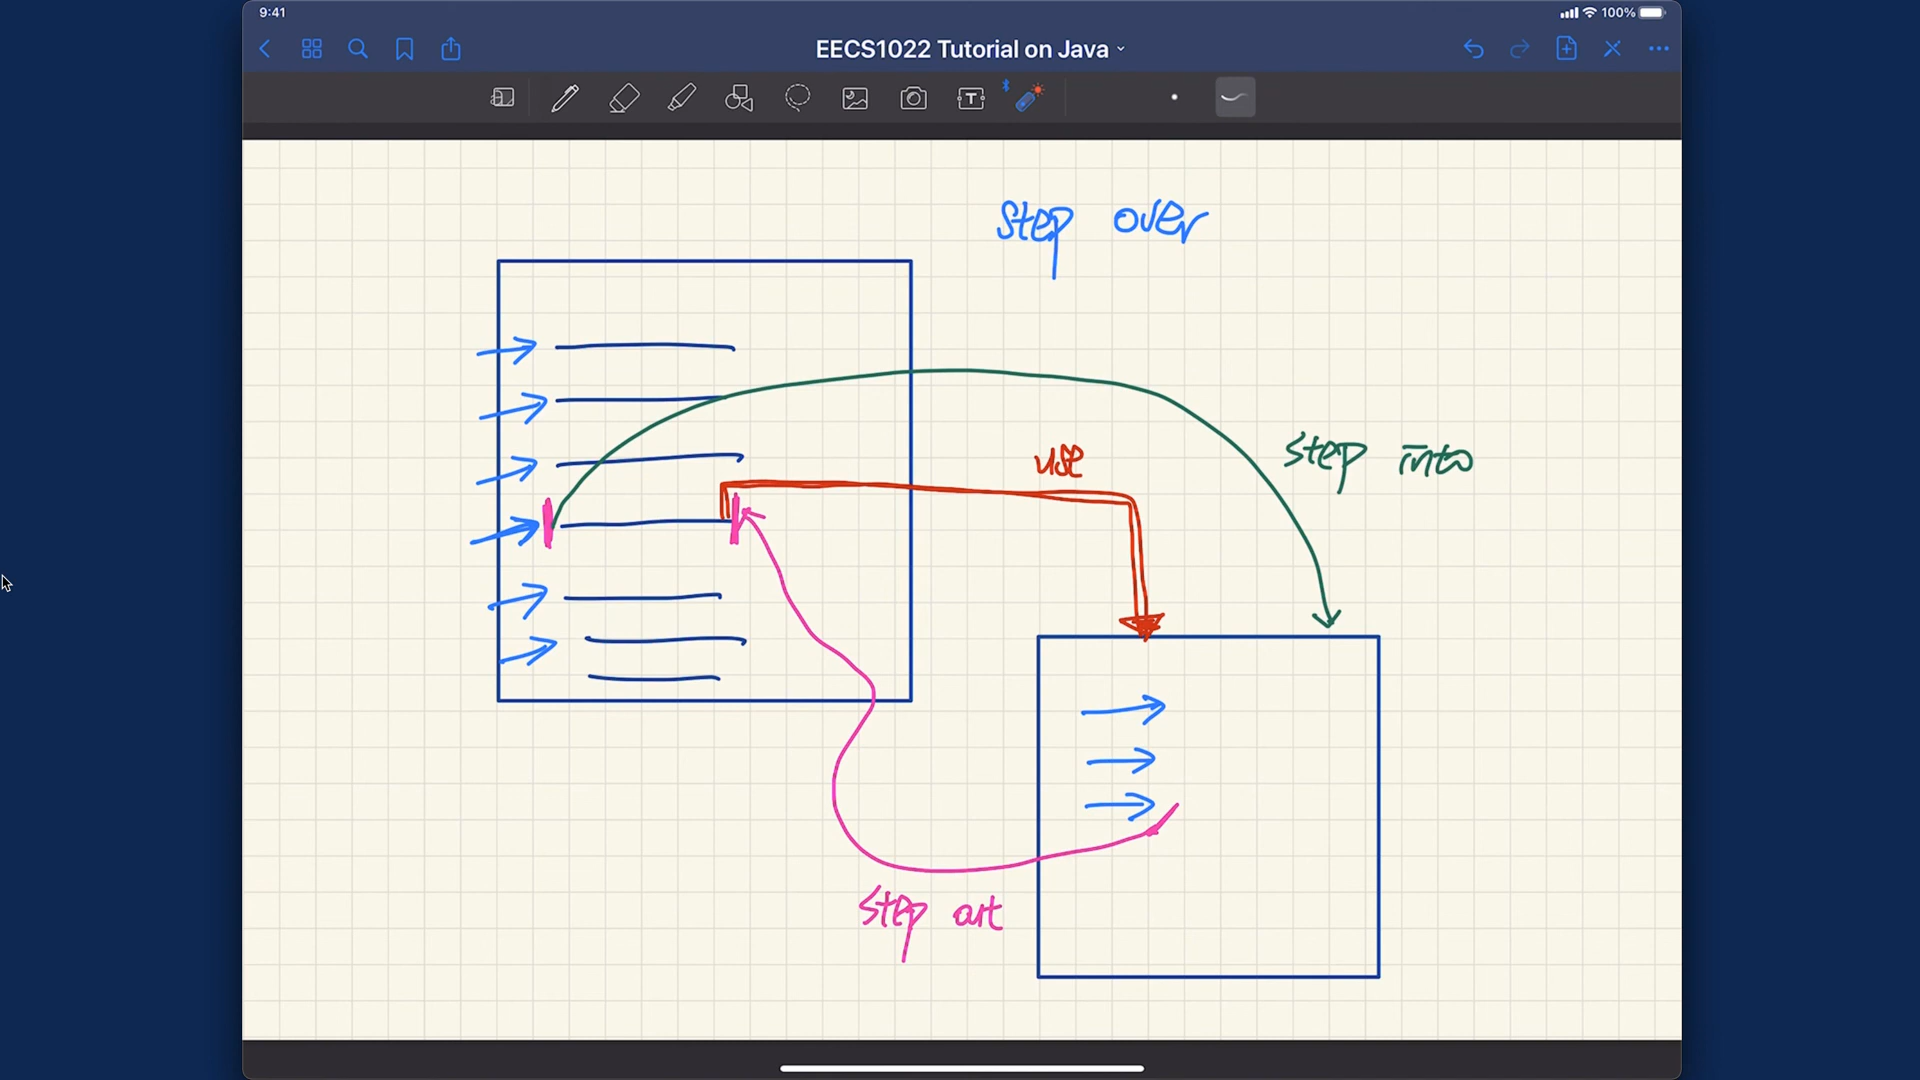 9:41
100%
EECS1022 Tutorial on Java
T
step over
use
step into
step out